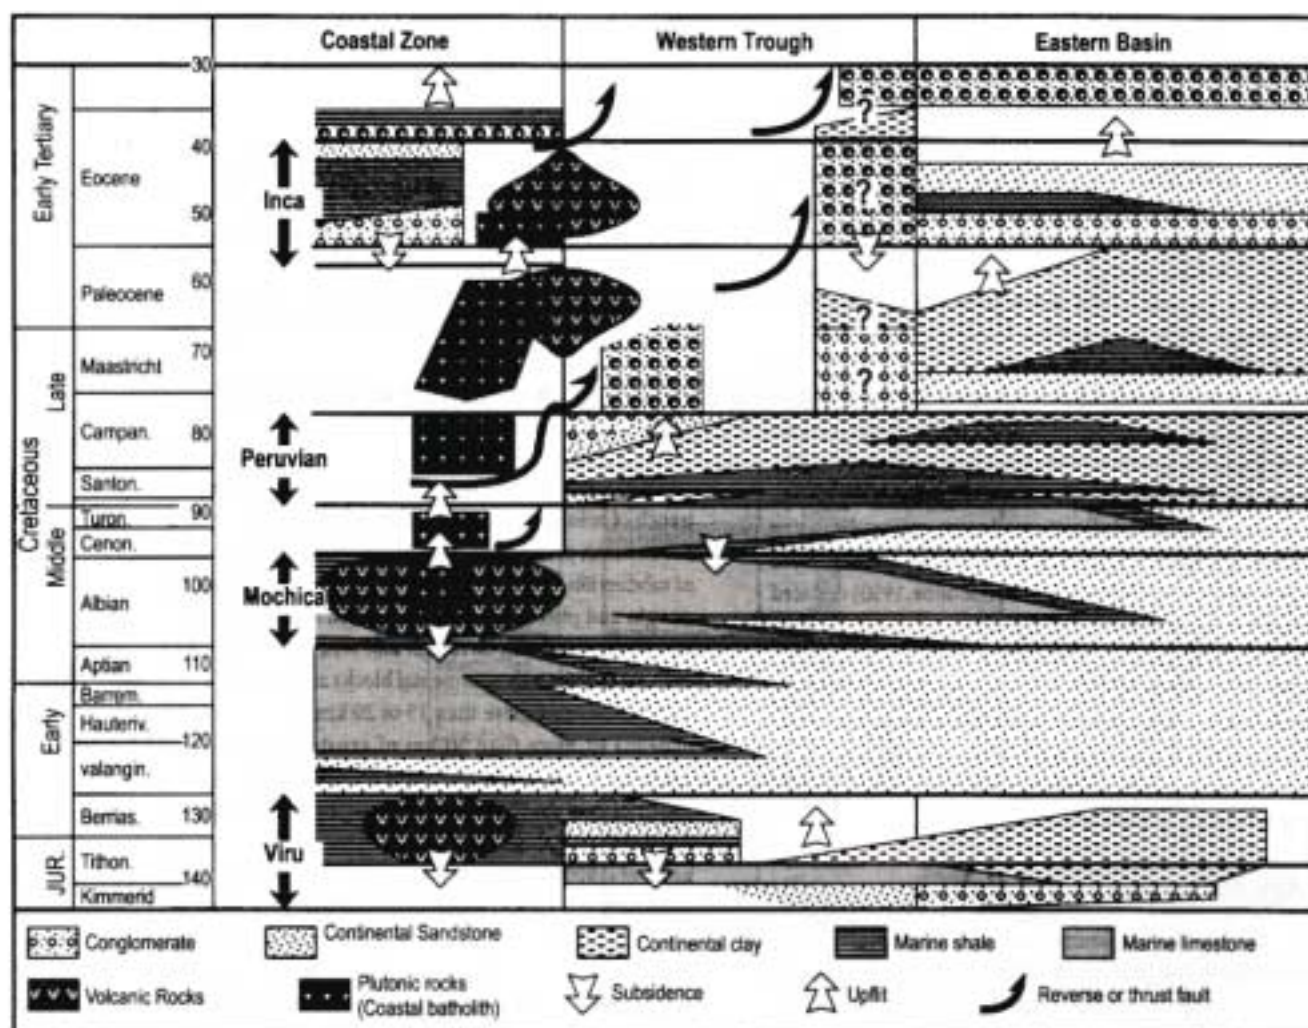 Coastal Zone Western Trough Eastern Basin
30
Early Tertiary
?
40
Inca
Eocene
?
50
60
Paleocene
?
Cretaceous
Late
70
Maastricht
?
Campan.
80
Peruvian
Santon.
90
Turon.
Middle
Cenon.
100
Mochica
Albian
Aptian
110
Barrem.
Early
Hauteriv.
120
valangin.
Berrias.
130
Viru
JUR.
Tithon.
140
Kimmerid
Conglomerate Continental Sandstone Continental clay Marine shale Marine limestone
Volcanic Rocks Plutonic rocks Subsidence Uplift Reverse or thrust fault
(Coastal batholith)